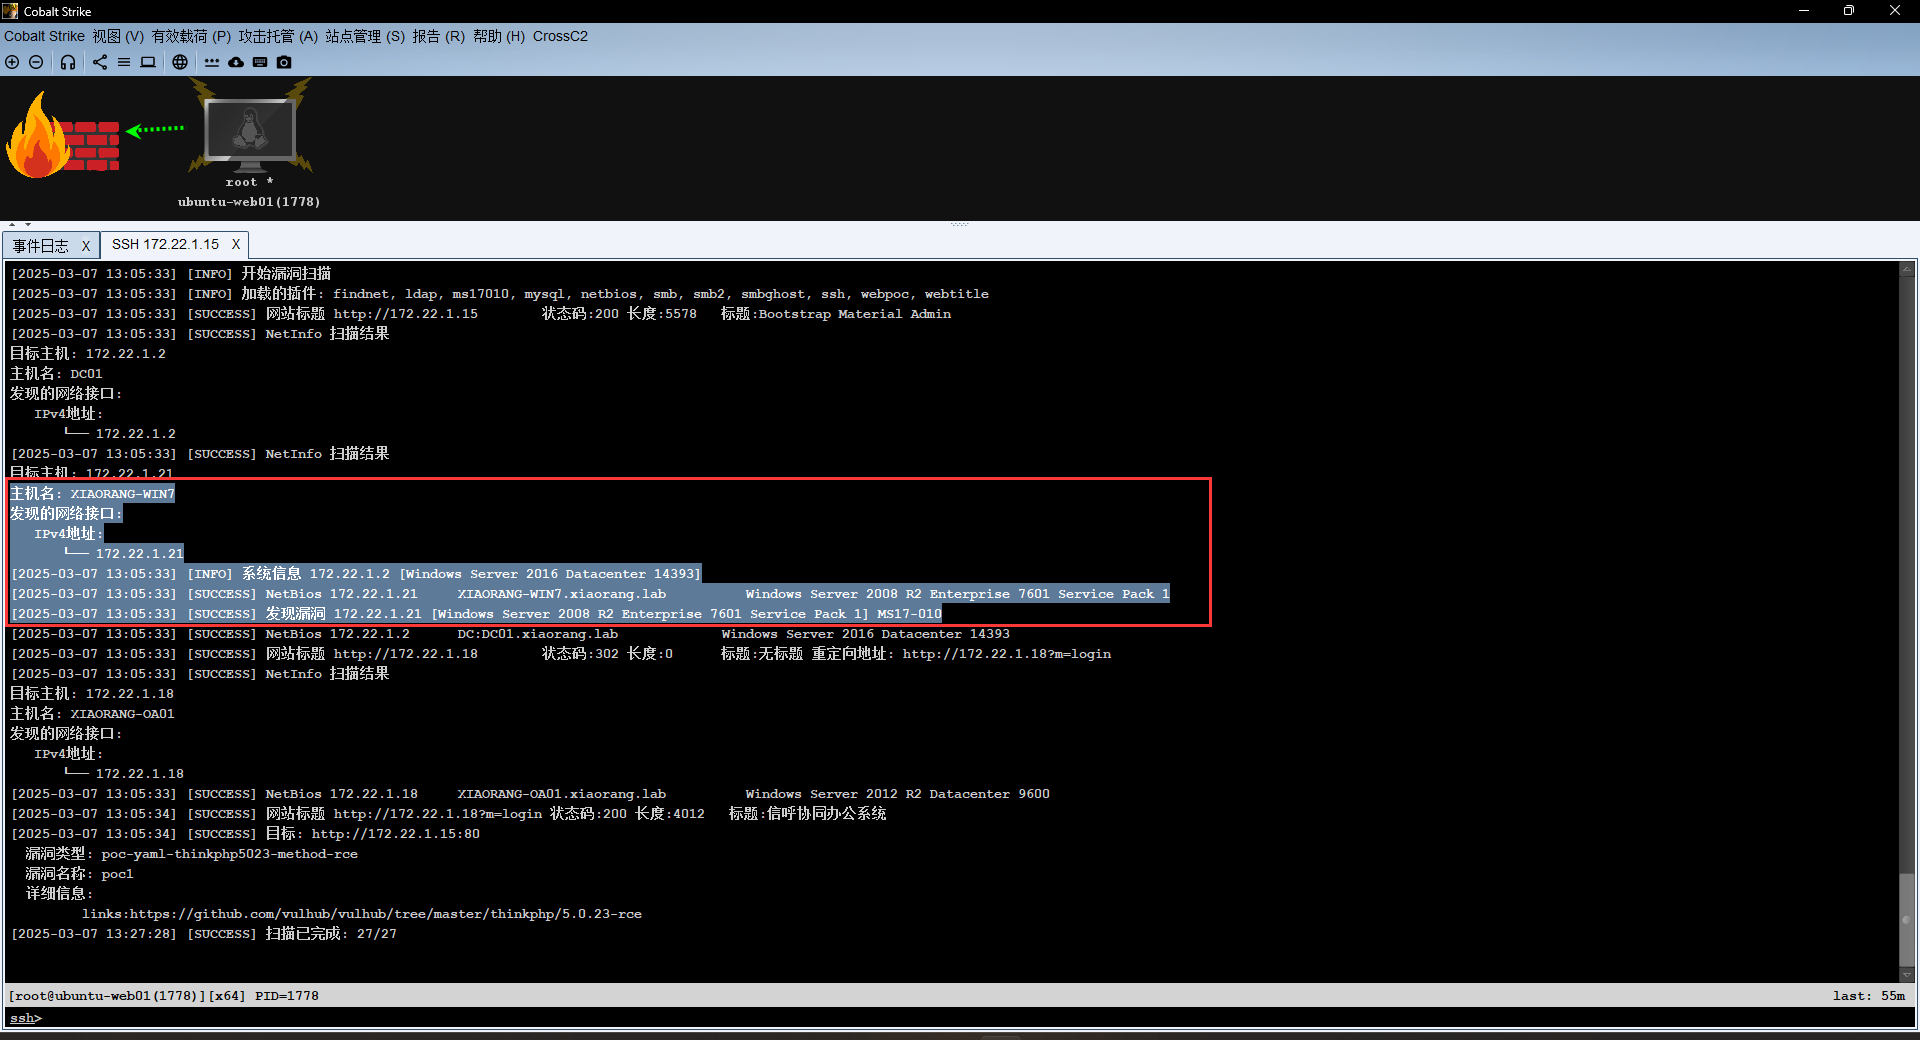 Cobalt Strike
Cobalt Strike 视图 (V) 有效载荷 (P) 攻击托管 (A) 站点管理 (S) 报告 (R) 帮助 (H) CrossC2
root *
ubuntu-web01(1778)
事件日志 X SSH 172.22.1.15 X
[2025-03-07 13:05:33] [INFO] 开始漏洞扫描
[2025-03-07 13:05:33] [INFO] 加载的插件: findnet, ldap, ms17010, mysql, netbios, smb, smb2, smbghost, ssh, webpoc, webtitle
[2025-03-07 13:05:33] [SUCCESS] 网站标题 http://172.22.1.15 状态码:200 长度:5578 标题:Bootstrap Material Admin
[2025-03-07 13:05:33] [SUCCESS] NetInfo 扫描结果
目标主机: 172.22.1.2
主机名: DC01
发现的网络接口:
IPv4地址:
└── 172.22.1.2
[2025-03-07 13:05:33] [SUCCESS] NetInfo 扫描结果
目标主机: 172.22.1.21
主机名: XIAORANG-WIN7
发现的网络接口:
IPv4地址:
└── 172.22.1.21
[2025-03-07 13:05:33] [INFO] 系统信息 172.22.1.2 [Windows Server 2016 Datacenter 14393]
[2025-03-07 13:05:33] [SUCCESS] NetBios 172.22.1.21 XIAORANG-WIN7.xiaorang.lab Windows Server 2008 R2 Enterprise 7601 Service Pack 1
[2025-03-07 13:05:33] [SUCCESS] 发现漏洞 172.22.1.21 [Windows Server 2008 R2 Enterprise 7601 Service Pack 1] MS17-010
[2025-03-07 13:05:33] [SUCCESS] NetBios 172.22.1.2 DC:DC01.xiaorang.lab Windows Server 2016 Datacenter 14393
[2025-03-07 13:05:33] [SUCCESS] 网站标题 http://172.22.1.18 状态码:302 长度:0 标题:无标题 重定向地址: http://172.22.1.18?m=login
[2025-03-07 13:05:33] [SUCCESS] NetInfo 扫描结果
目标主机: 172.22.1.18
主机名: XIAORANG-OA01
发现的网络接口:
IPv4地址:
└── 172.22.1.18
[2025-03-07 13:05:33] [SUCCESS] NetBios 172.22.1.18 XIAORANG-OA01.xiaorang.lab Windows Server 2012 R2 Datacenter 9600
[2025-03-07 13:05:34] [SUCCESS] 网站标题 http://172.22.1.18?m=login 状态码:200 长度:4012 标题:信呼协同办公系统
[2025-03-07 13:05:34] [SUCCESS] 目标: http://172.22.1.15:80
漏洞类型: poc-yaml-thinkphp5023-method-rce
漏洞名称: poc1
详细信息:
links:https://github.com/vulhub/vulhub/tree/master/thinkphp/5.0.23-rce
[2025-03-07 13:27:28] [SUCCESS] 扫描已完成: 27/27
[root@ubuntu-web01(1778)][x64] PID=1778 last: 55m
ssh>